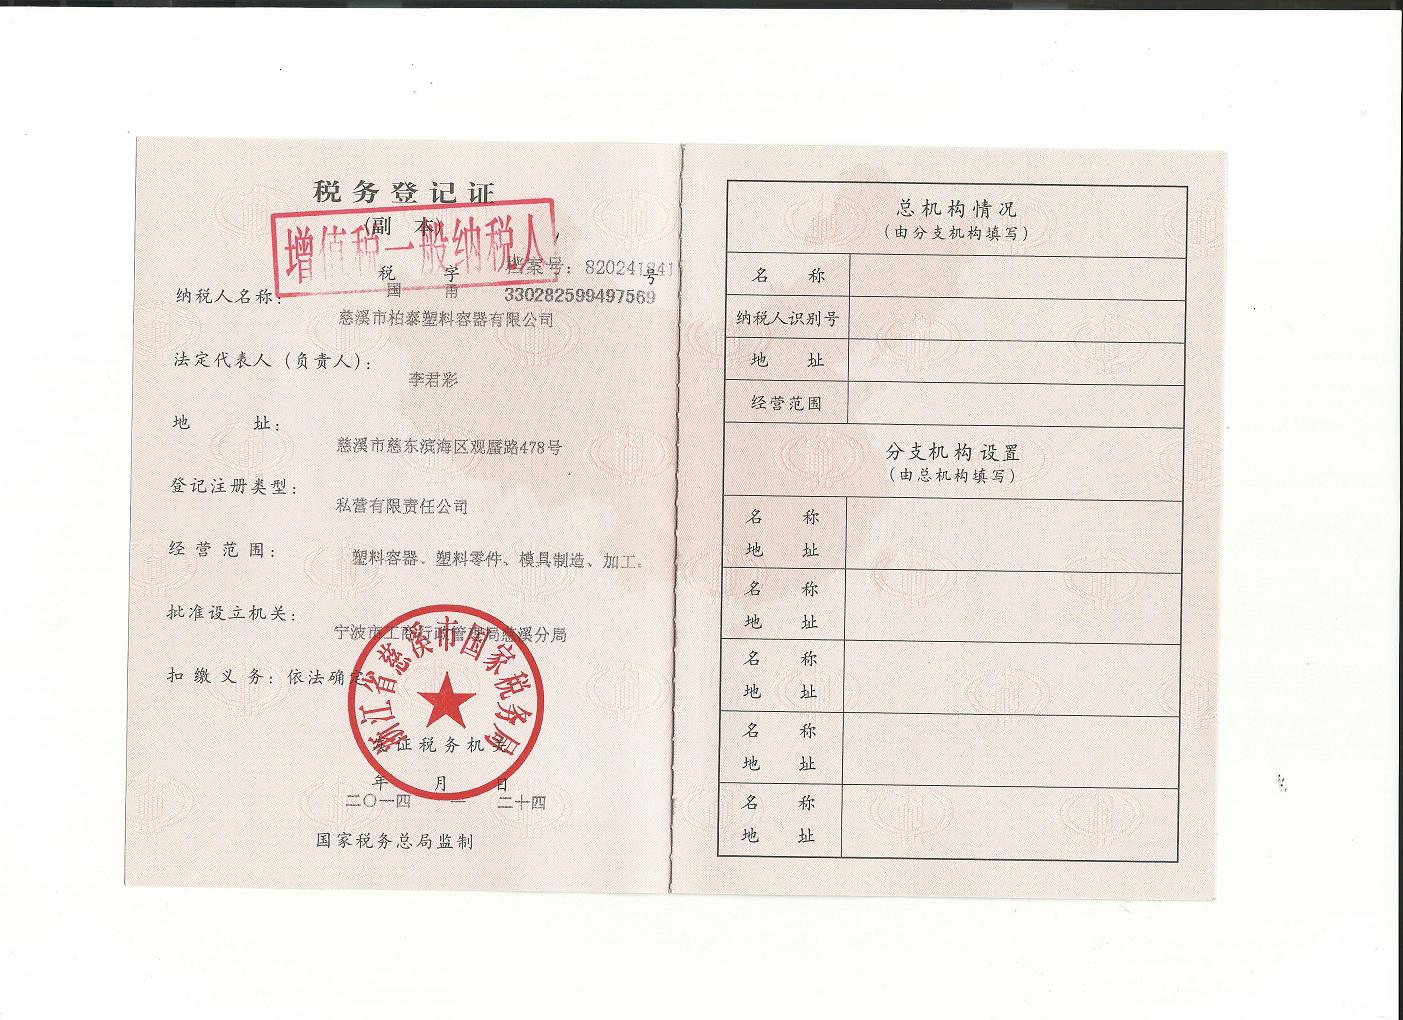 税务登记证
(副 本)
增值税一般纳税人
档案号：820241841
税 字 号
国 甬 330282599497569
纳税人名称：
慈溪市柏泰塑料容器有限公司
法定代表人（负责人）：
李君彩
地 址：
慈溪市慈东滨海区观蜃路478号
登记注册类型：
私营有限责任公司
经营范围：
塑料容器、塑料零件、模具制造、加工。
批准设立机关：
宁波市工商行政管理局慈溪分局
扣缴义务：依法确定
浙江省慈溪市国家税务局
发证税务机关
年 月 日
二〇一四 一 二十四
国家税务总局监制
总机构情况
（由分支机构填写）
名 称
纳税人识别号
地 址
经营范围
分支机构设置
（由总机构填写）
名 称
地 址
名 称
地 址
名 称
地 址
名 称
地 址
名 称
地 址